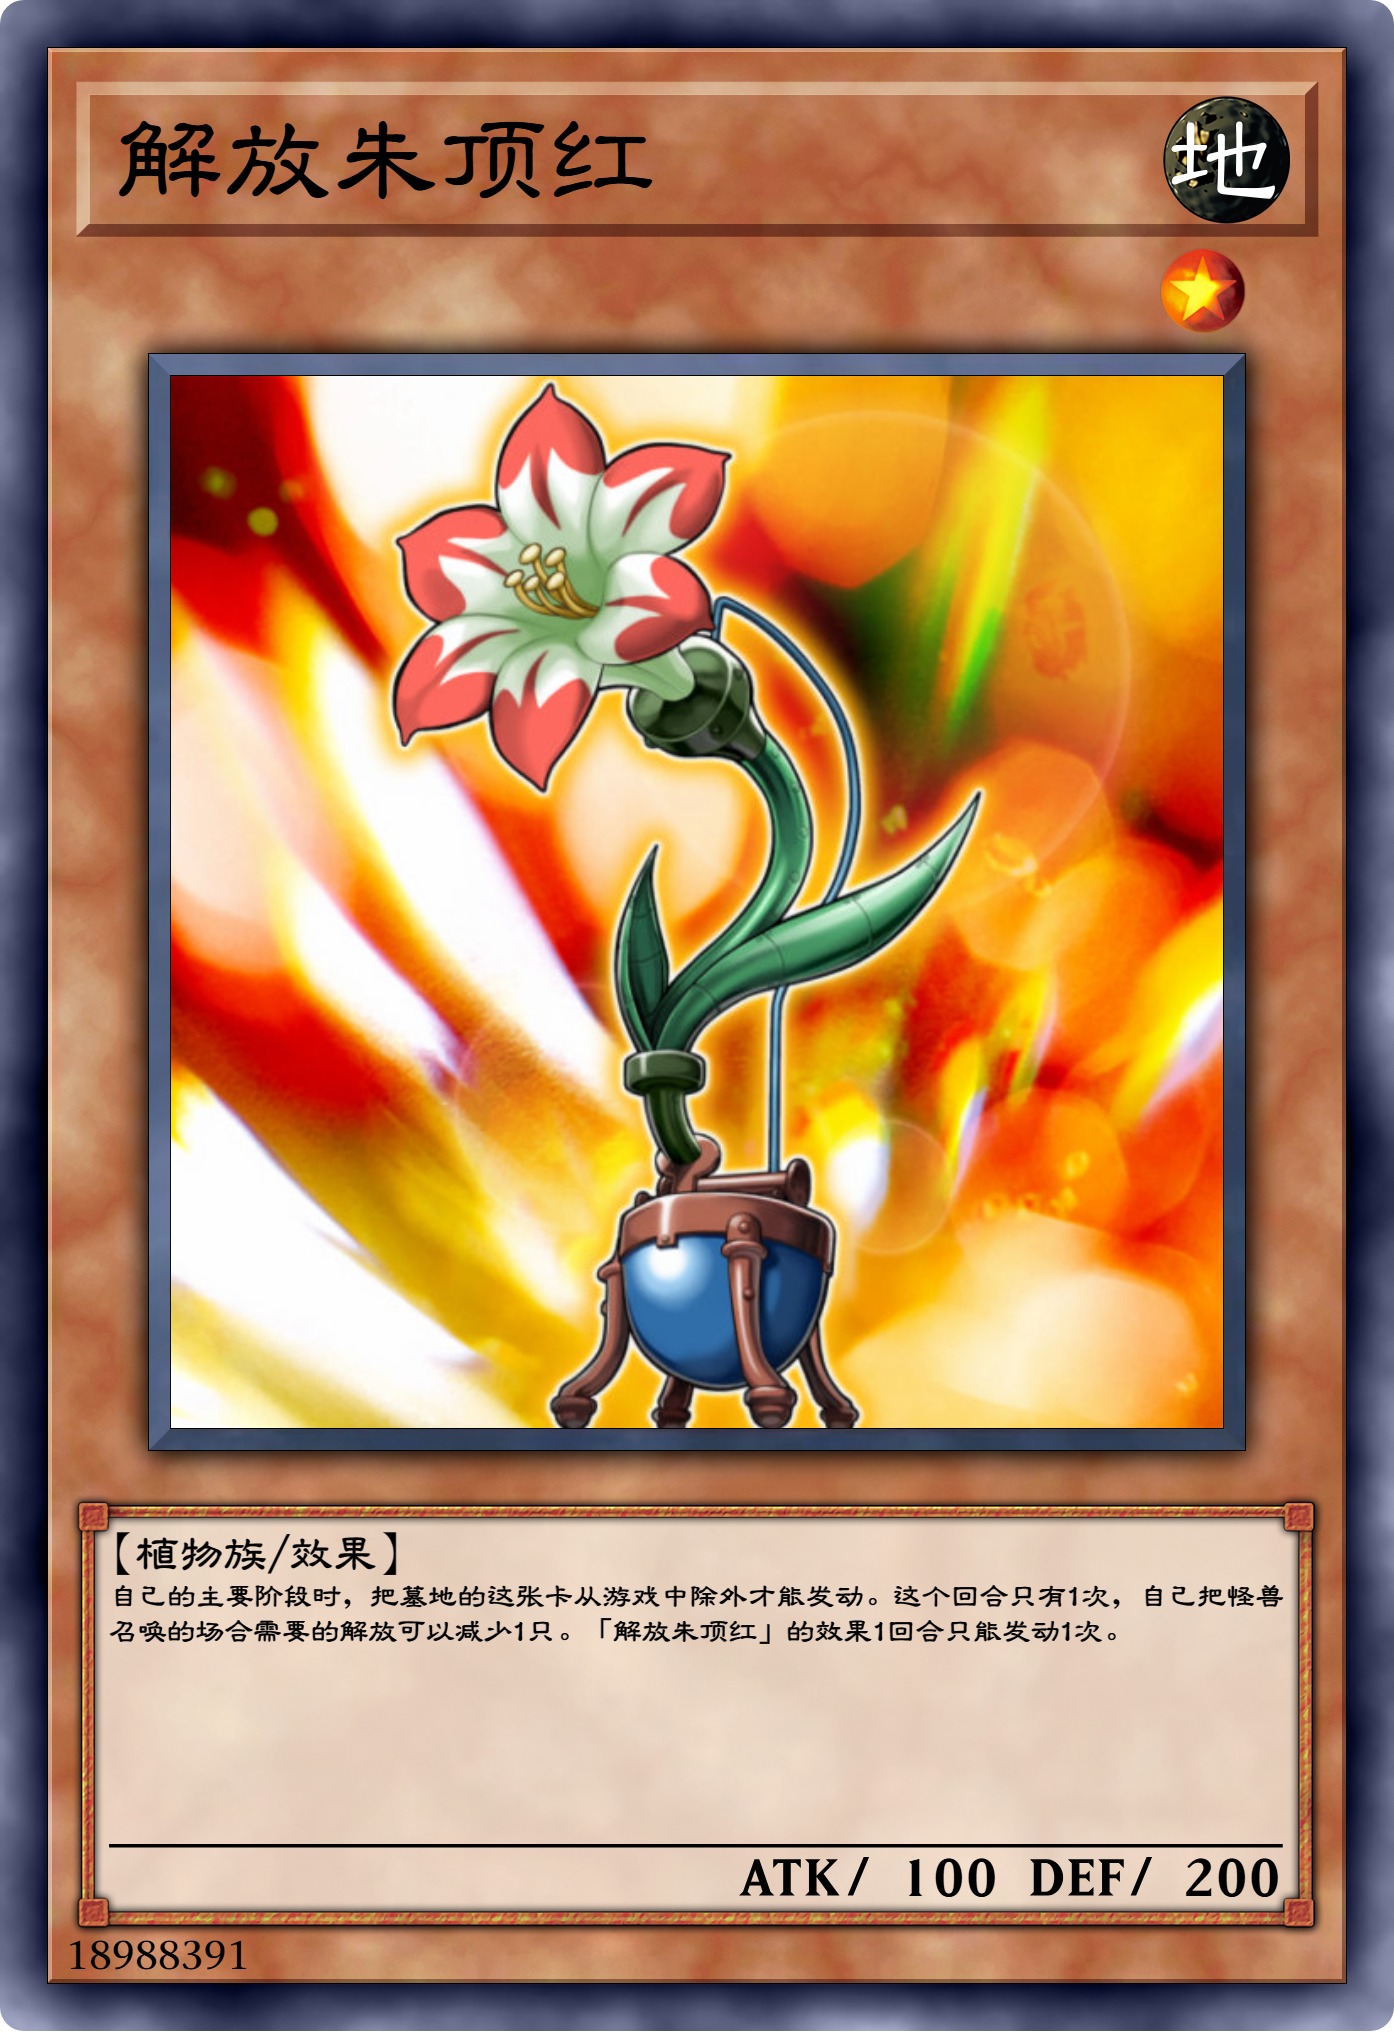 解放朱顶红
地
【植物族/效果】
自己的主要阶段时，把墓地的这张卡从游戏中除外才能发动。这个回合只有1次，自己把怪兽
召唤的场合需要的解放可以减少1只。「解放朱顶红」的效果1回合只能发动1次。
ATK/ 100 DEF/ 200
18988391